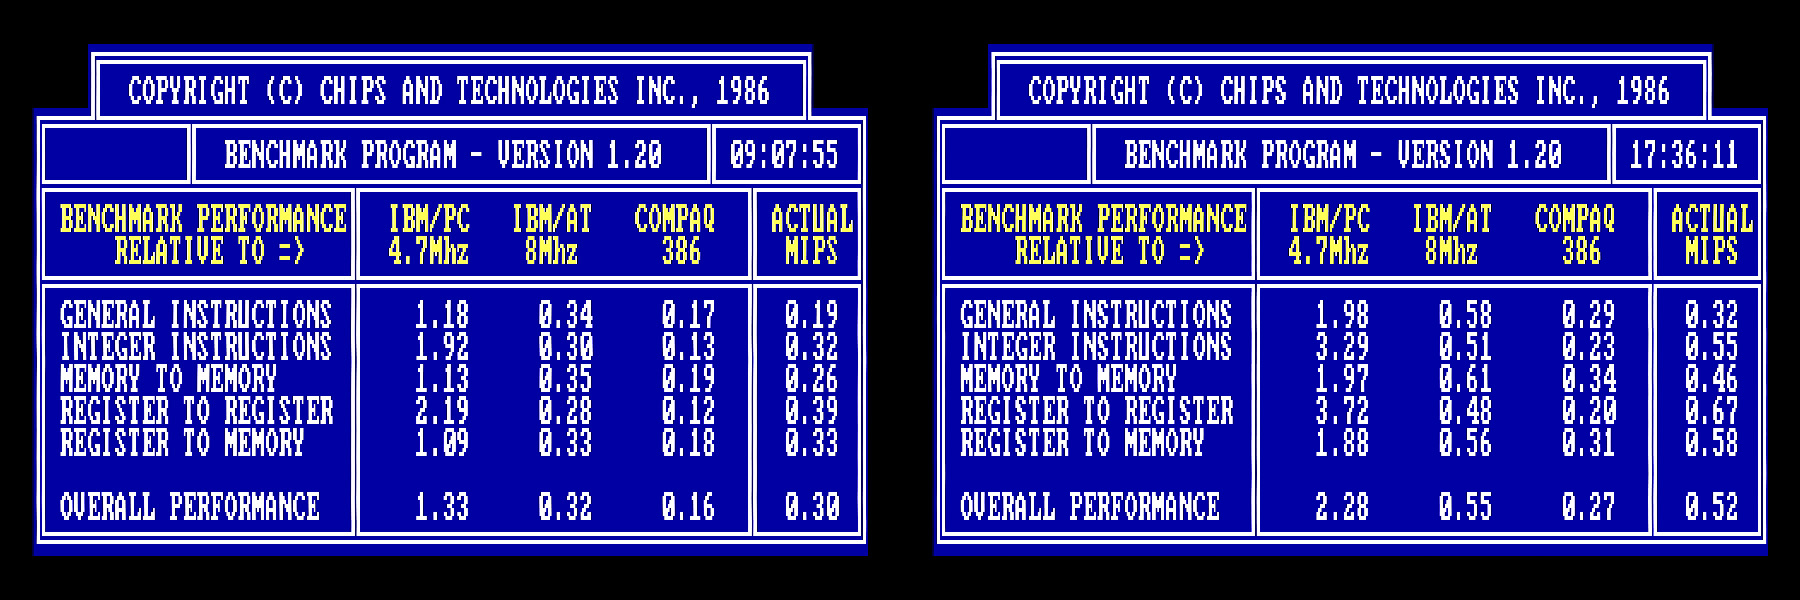 COPYRIGHT (C) CHIPS AND TECHNOLOGIES INC., 1986
BENCHMARK PROGRAM - VERSION 1.20 09:07:55
BENCHMARK PERFORMANCE IBM/PC IBM/AT COMPAQ ACTUAL
RELATIVE TO => 4.7Mhz 8Mhz 386 MIPS
GENERAL INSTRUCTIONS 1.18 0.34 0.17 0.19
INTEGER INSTRUCTIONS 1.92 0.30 0.13 0.32
MEMORY TO MEMORY 1.13 0.35 0.19 0.26
REGISTER TO REGISTER 2.19 0.28 0.12 0.39
REGISTER TO MEMORY 1.09 0.33 0.18 0.33
OVERALL PERFORMANCE 1.33 0.32 0.16 0.30
COPYRIGHT (C) CHIPS AND TECHNOLOGIES INC., 1986
BENCHMARK PROGRAM - VERSION 1.20 17:36:11
BENCHMARK PERFORMANCE IBM/PC IBM/AT COMPAQ ACTUAL
RELATIVE TO => 4.7Mhz 8Mhz 386 MIPS
GENERAL INSTRUCTIONS 1.98 0.58 0.29 0.32
INTEGER INSTRUCTIONS 3.29 0.51 0.23 0.55
MEMORY TO MEMORY 1.97 0.61 0.34 0.46
REGISTER TO REGISTER 3.72 0.48 0.20 0.67
REGISTER TO MEMORY 1.88 0.56 0.31 0.58
OVERALL PERFORMANCE 2.28 0.55 0.27 0.52